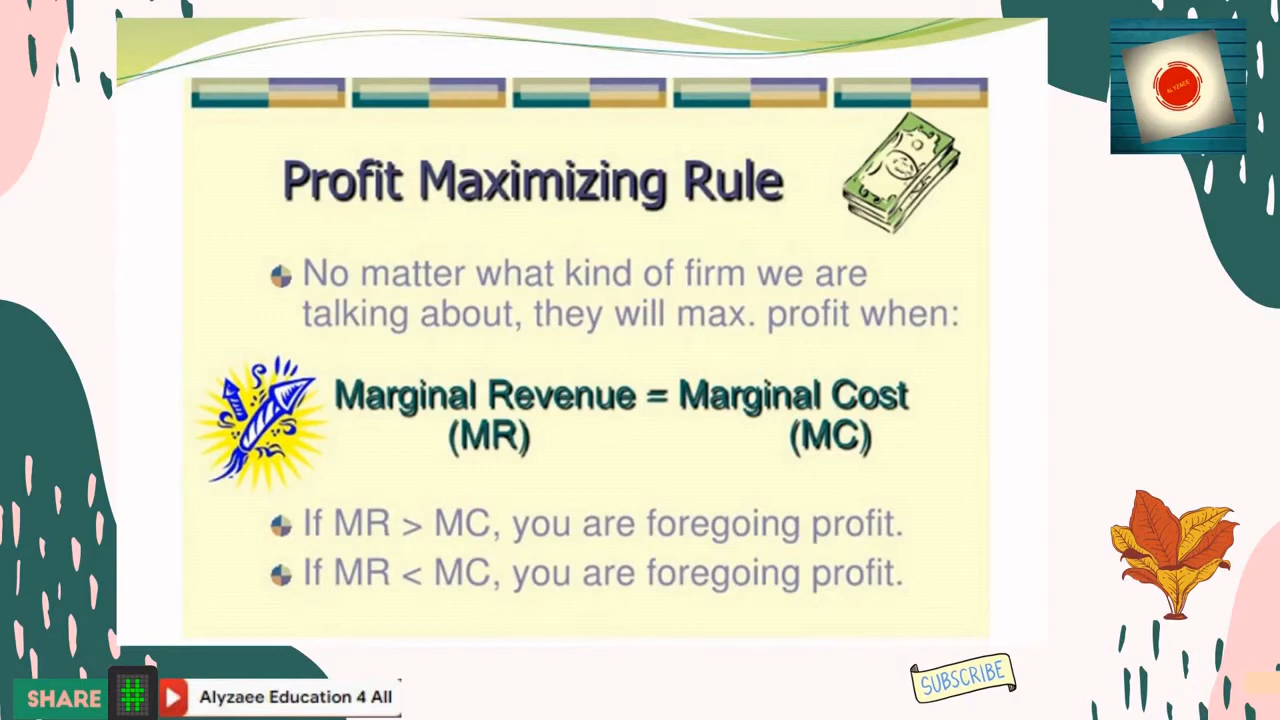 ALYZAEE
Profit Maximizing Rule
No matter what kind of firm we are
talking about, they will max. profit when:
Marginal Revenue = Marginal Cost
(MR) (MC)
If MR > MC, you are foregoing profit.
If MR < MC, you are foregoing profit.
SUBSCRIBE
SHARE
Alyzaee Education 4 All